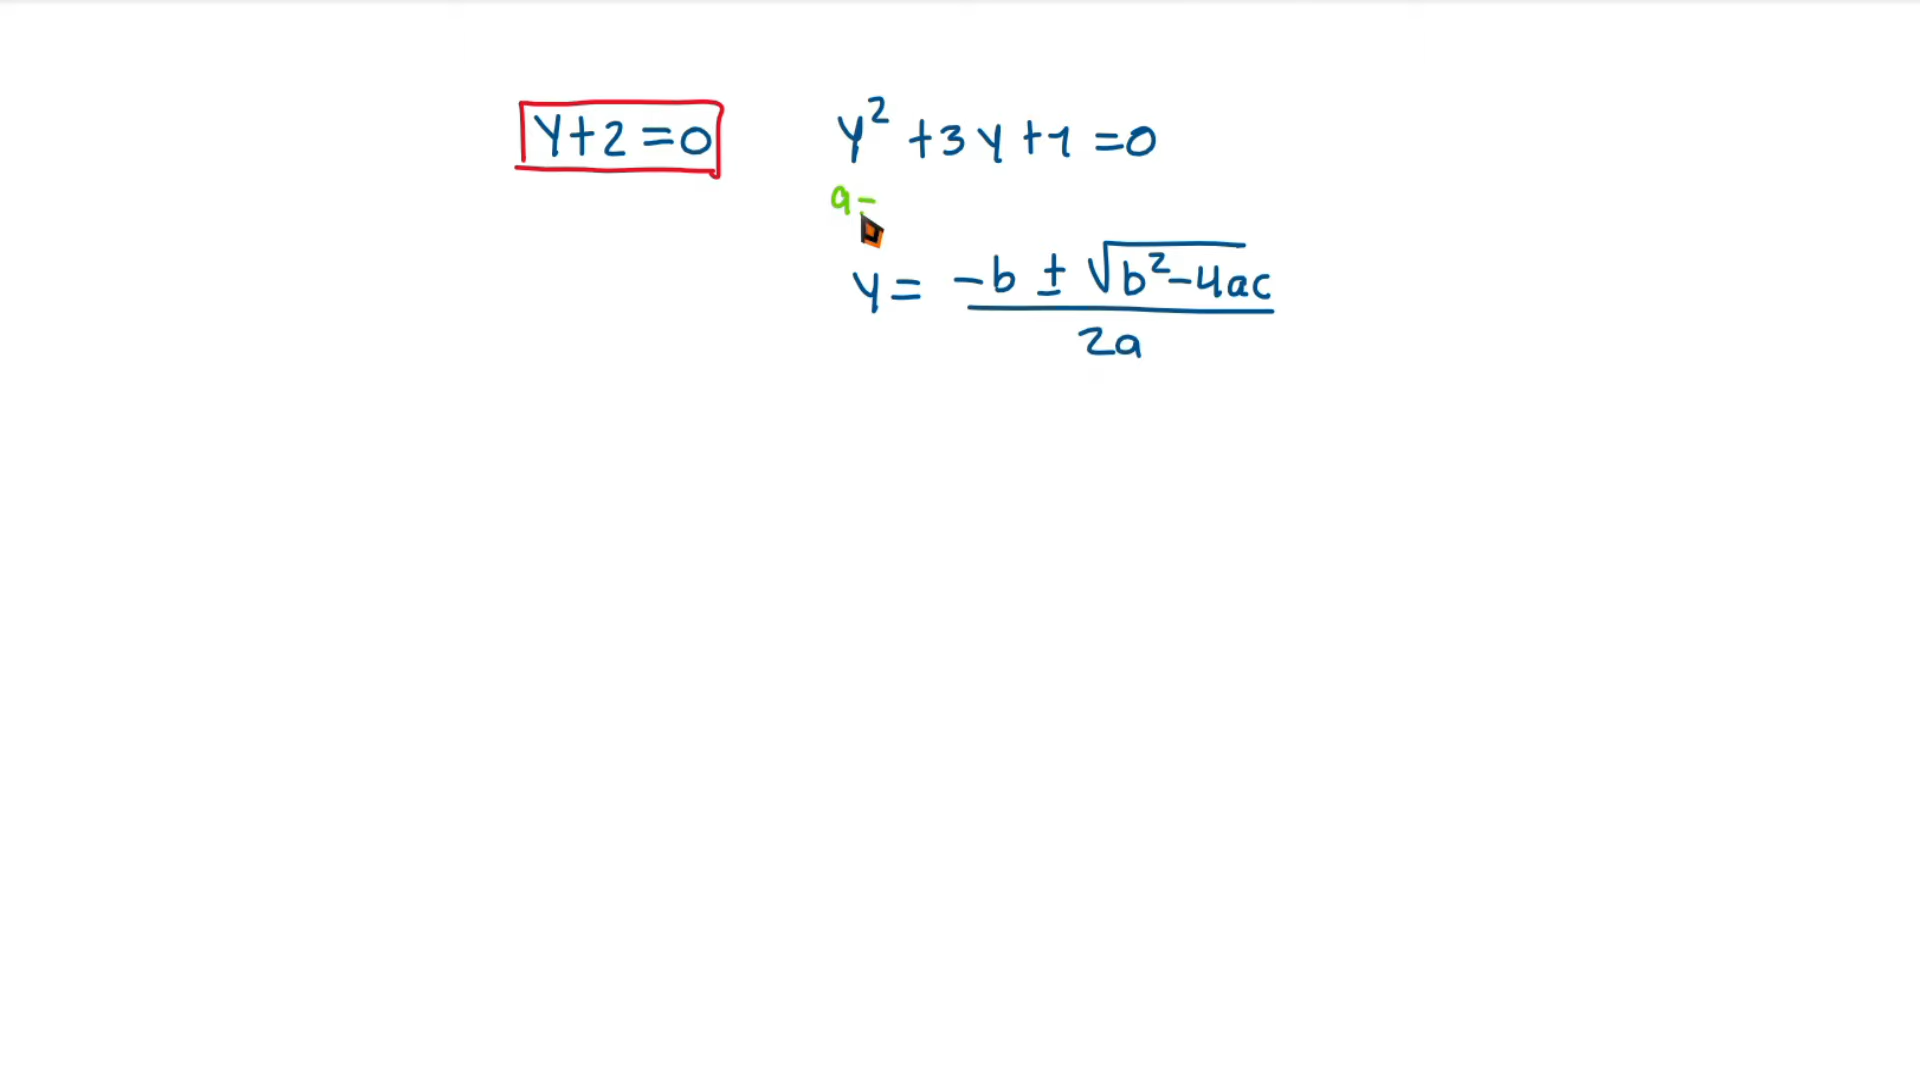 y+2=0
y²+3y+1=0
a=
y= -b ± √b²-4ac
2a